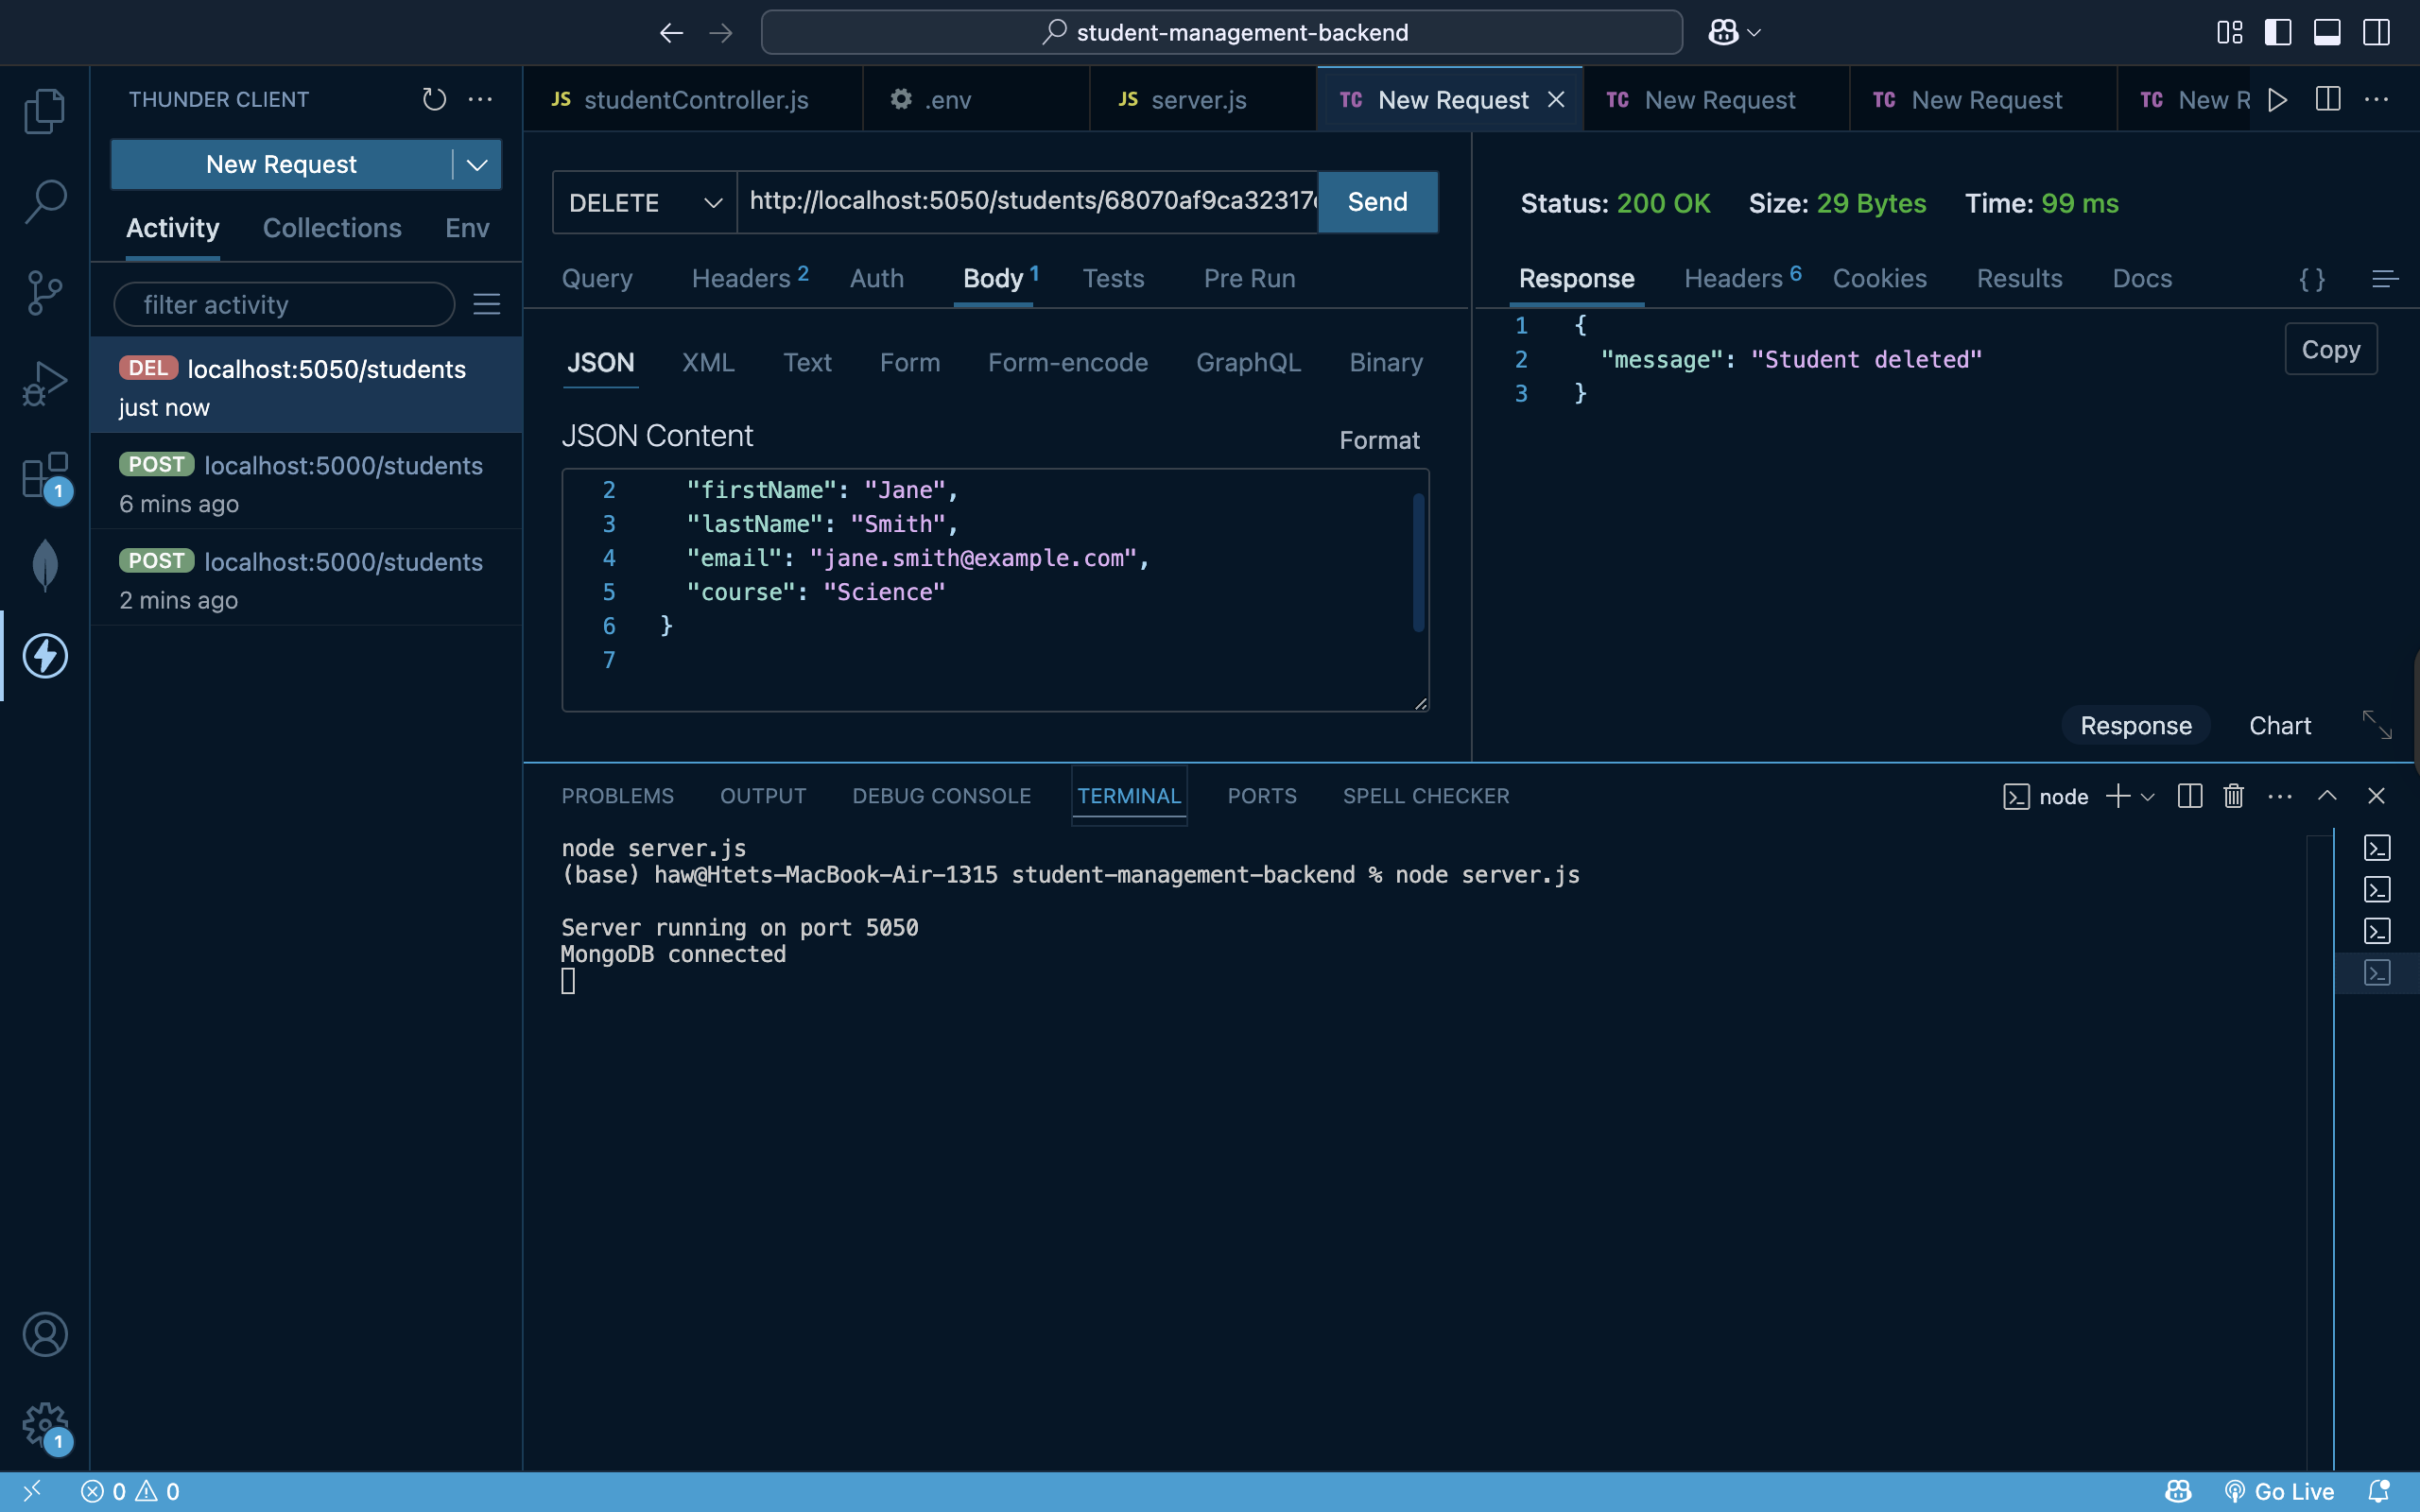 student-management-backend
THUNDER CLIENT
New Request
Activity Collections Env
filter activity
DEL localhost:5050/students
just now
POST localhost:5000/students
6 mins ago
POST localhost:5000/students
2 mins ago
1
1
JS studentController.js
.env
JS server.js
TC New Request
TC New Request
TC New Request
TC New R
DELETE http://localhost:5050/students/68070af9ca32317 Send
Query Headers 2 Auth Body 1 Tests Pre Run
JSON XML Text Form Form-encode GraphQL Binary
JSON Content Format
2 "firstName": "Jane",
3 "lastName": "Smith",
4 "email": "jane.smith@example.com",
5 "course": "Science"
6 }
7
Status: 200 OK Size: 29 Bytes Time: 99 ms
Response Headers 6 Cookies Results Docs {}
1 {
2 "message": "Student deleted"
3 }
Copy
Response Chart
PROBLEMS OUTPUT DEBUG CONSOLE TERMINAL PORTS SPELL CHECKER
node
node server.js
(base) haw@Htets-MacBook-Air-1315 student-management-backend % node server.js
Server running on port 5050
MongoDB connected
0 0
Go Live